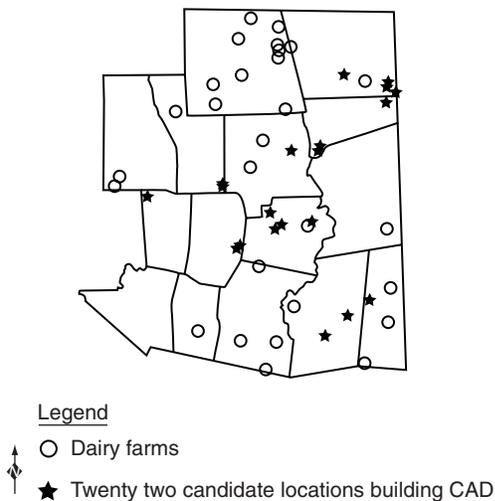 Legend
Dairy farms
N
Twenty two candidate locations building CAD